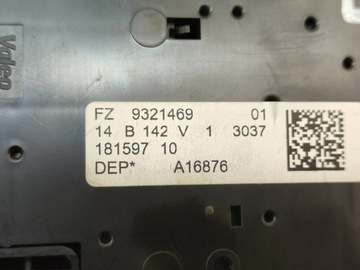 Valeo
FZ 9321469 01
14 B 142 V 1 3037
181597 10
DEP* A16876